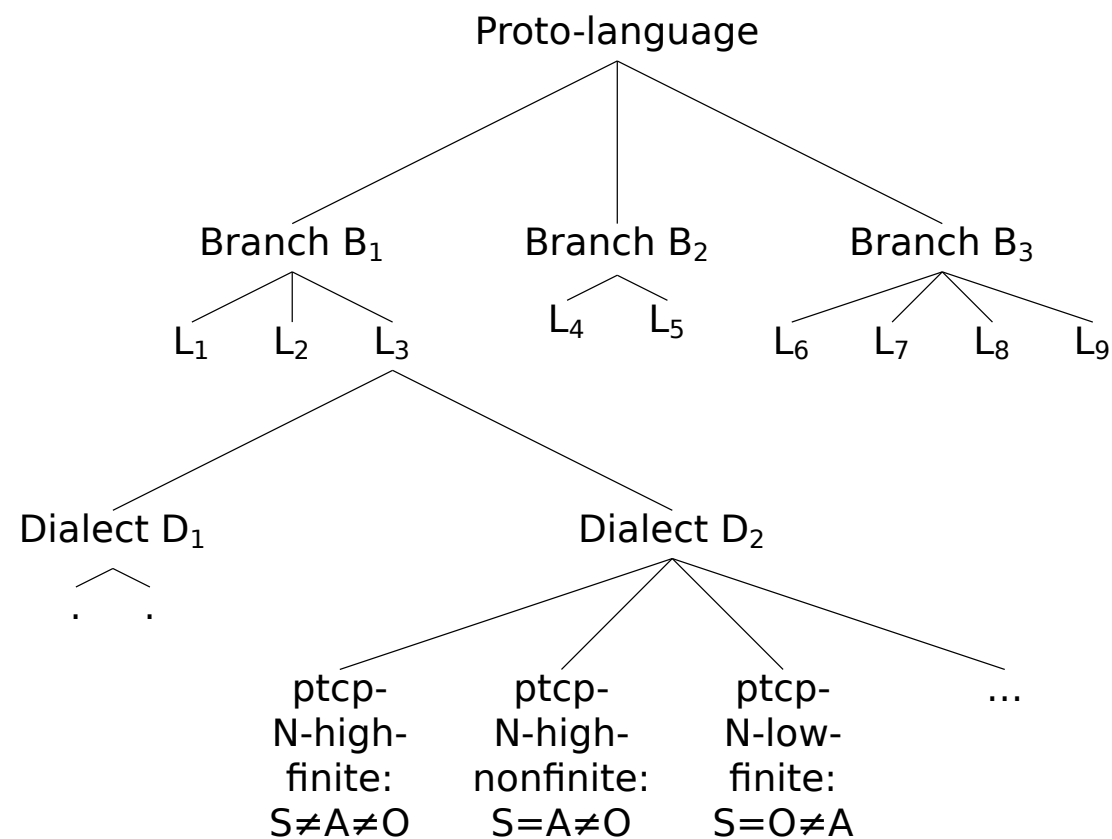 Proto-language
Branch B₁ Branch B₂ Branch B₃
L₁ L₂ L₃ L₄ L₅ L₆ L₇ L₈ L₉
Dialect D₁ Dialect D₂
. .
ptcp-
N-high-
finite:
S≠A≠O
ptcp-
N-high-
nonfinite:
S=A≠O
ptcp-
N-low-
finite:
S=O≠A
...